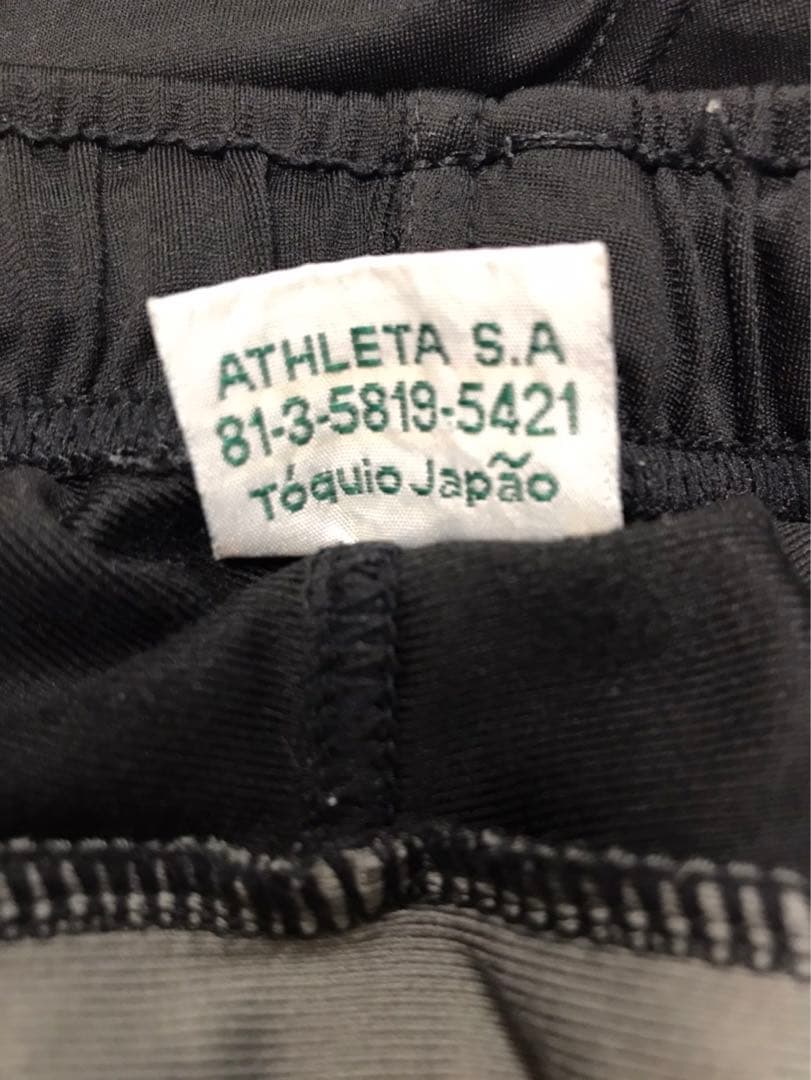 ATHLETA S.A
81-3-5819-5421
Tóquio Japão